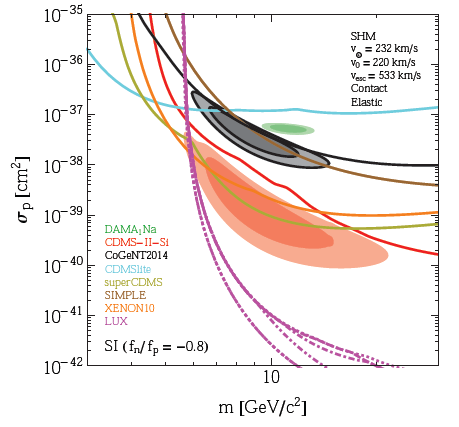 10−35
10−36
10−37
10−38
10−39
10−40
10−41
10−42
σp [cm2]
SHM
v⊙ = 232 km/s
v0 = 220 km/s
vesc = 533 km/s
Contact
Elastic
DAMA1Na
CDMS−II−Si
CoGeNT2014
CDMSlite
superCDMS
SIMPLE
XENON10
LUX
SI (fn/fp = −0.8)
10
m [GeV/c2]